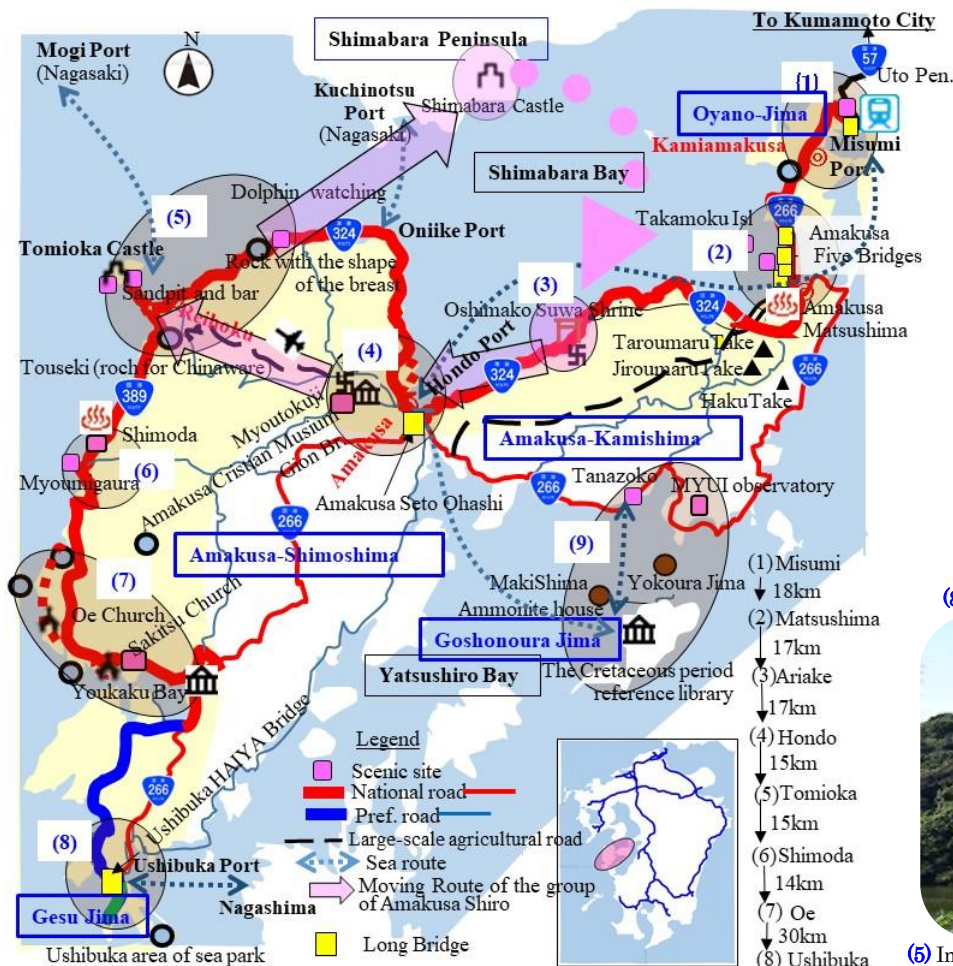 To Kumamoto City
57
Uto Pen.
Mogi Port
(Nagasaki)
N
Shimabara Peninsula
Shimabara Castle
Kuchinotsu
Port
(Nagasaki)
(1)
Oyano-Jima
Kamiamakusa
Misumi
Port
Shimabara Bay
Dolphin watching
(5)
Tomioka Castle
324
Oniike Port
Rock with the shape
of the breast
Sandpit and bar
Takamoku Isl
266
(2)
Amakusa
Five Bridges
(3)
Oshimako Suwa Shrine
324
Amakusa
Matsushima
Reihoku
Touseki (roch for Chinaware)
(4)
Hondo Port
324
Taroumaru Take
Jiroumaru Take
Haku Take
266
389
Myoutokuji
Amakusa Cristian Musium
Gion Br.
Amakusa
Shimoda
(6)
Myoumigaura
Amakusa-Kamishima
Amakusa Seto Ohashi
266
Tanazoko
MYUI observatory
266
Amakusa-Shimoshima
(7)
Oe Church
Sakitsu Church
Youkaku Bay
(9)
MakiShima
Yokoura Jima
Ammonite house
Goshonoura Jima
The Cretaceous period
reference library
Yatsushiro Bay
Ushibuka HAIYA Bridge
266
(8)
Ushibuka Port
Nagashima
Gesu Jima
Ushibuka area of sea park
Legend
Scenic site
National road
Pref. road
Large-scale agricultural road
Sea route
Moving Route of the group
of Amakusa Shiro
Long Bridge
(1) Misumi
18km
(2) Matsushima
17km
(3)Ariake
17km
(4) Hondo
15km
(5)Tomioka
15km
(6) Shimoda
14km
(7) Oe
30km
(8) Ushibuka
(5) In